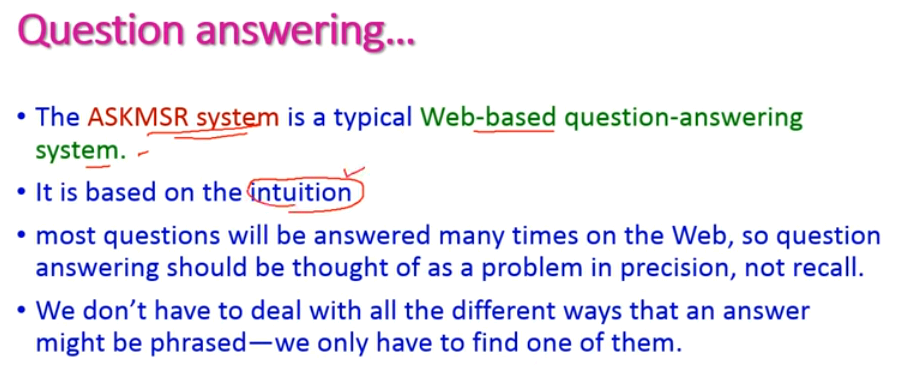 Question answering...
• The ASKMSR system is a typical Web-based question-answering
system.
• It is based on the intuition
• most questions will be answered many times on the Web, so question
answering should be thought of as a problem in precision, not recall.
• We don't have to deal with all the different ways that an answer
might be phrased—we only have to find one of them.